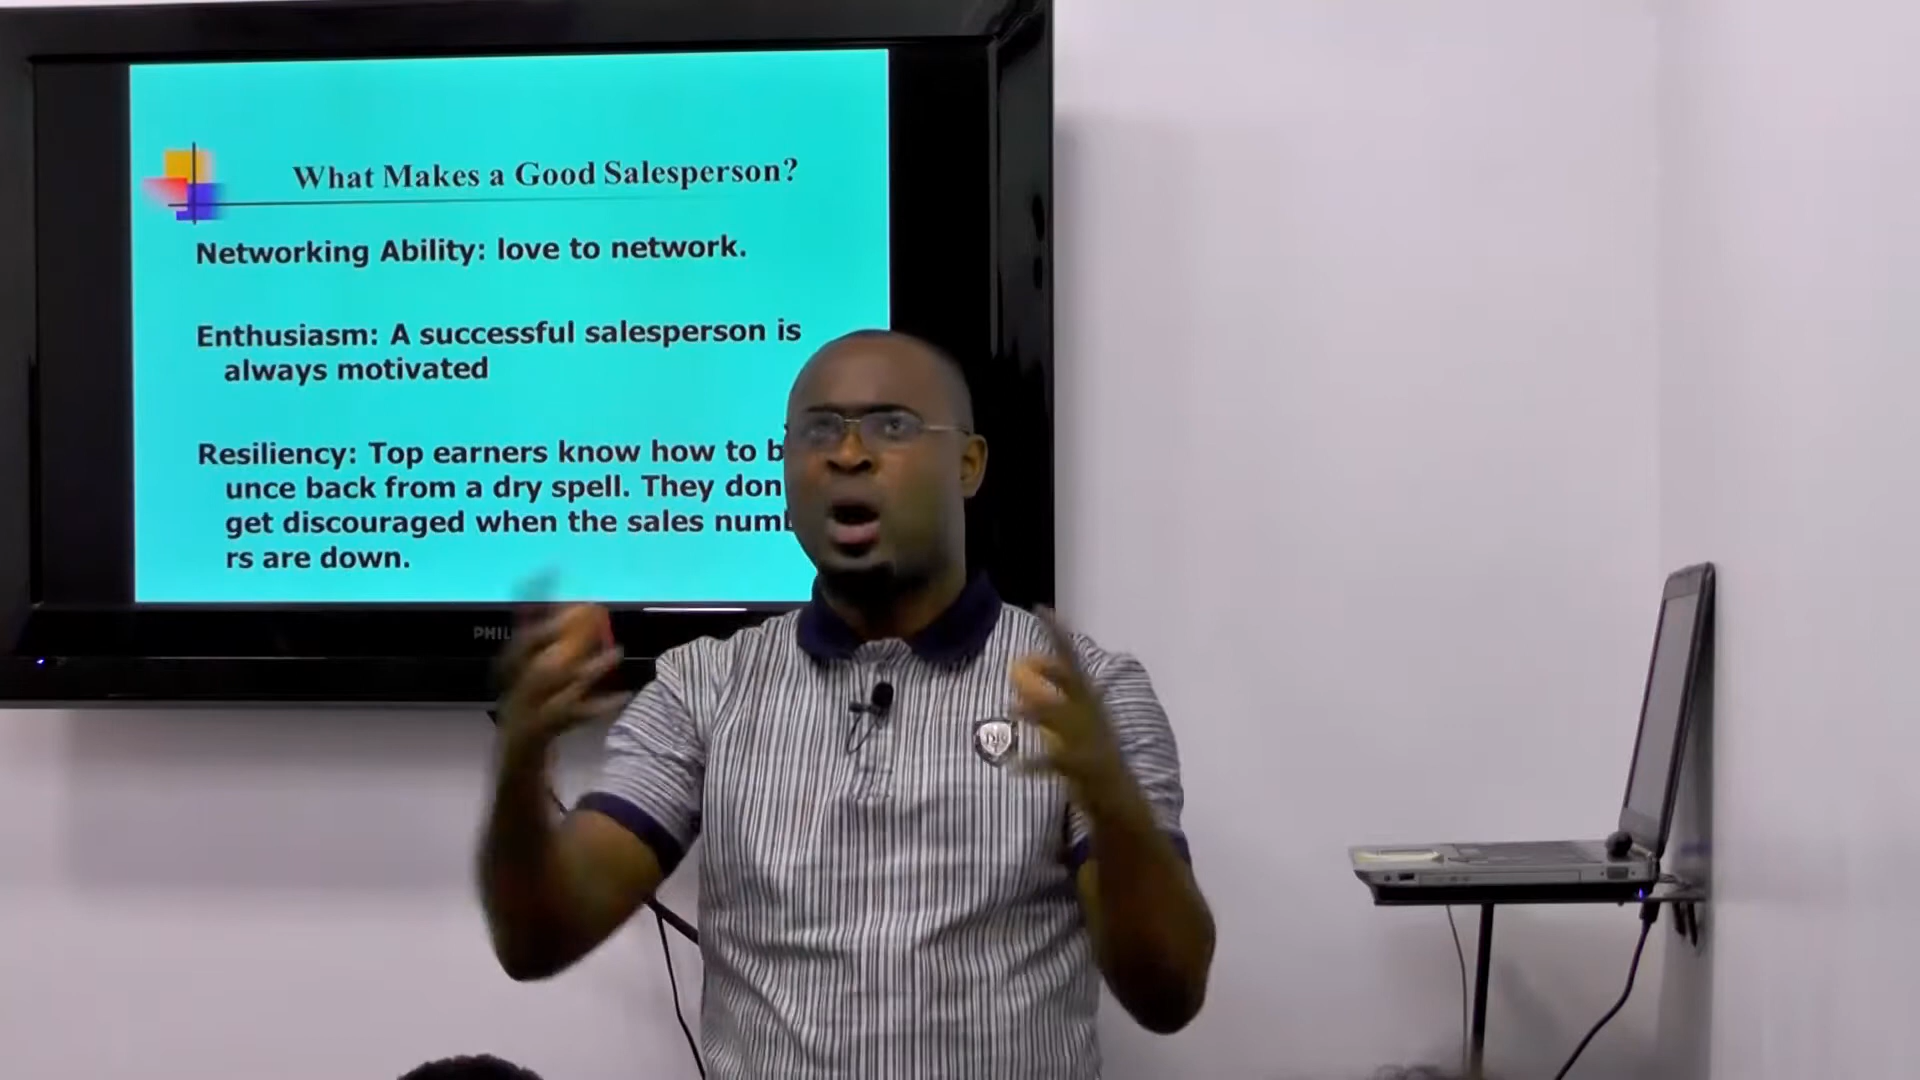 What Makes a Good Salesperson?
Networking Ability: love to network.
Enthusiasm: A successful salesperson is
always motivated
Resiliency: Top earners know how to b
unce back from a dry spell. They don
get discouraged when the sales num
rs are down.
PHIL